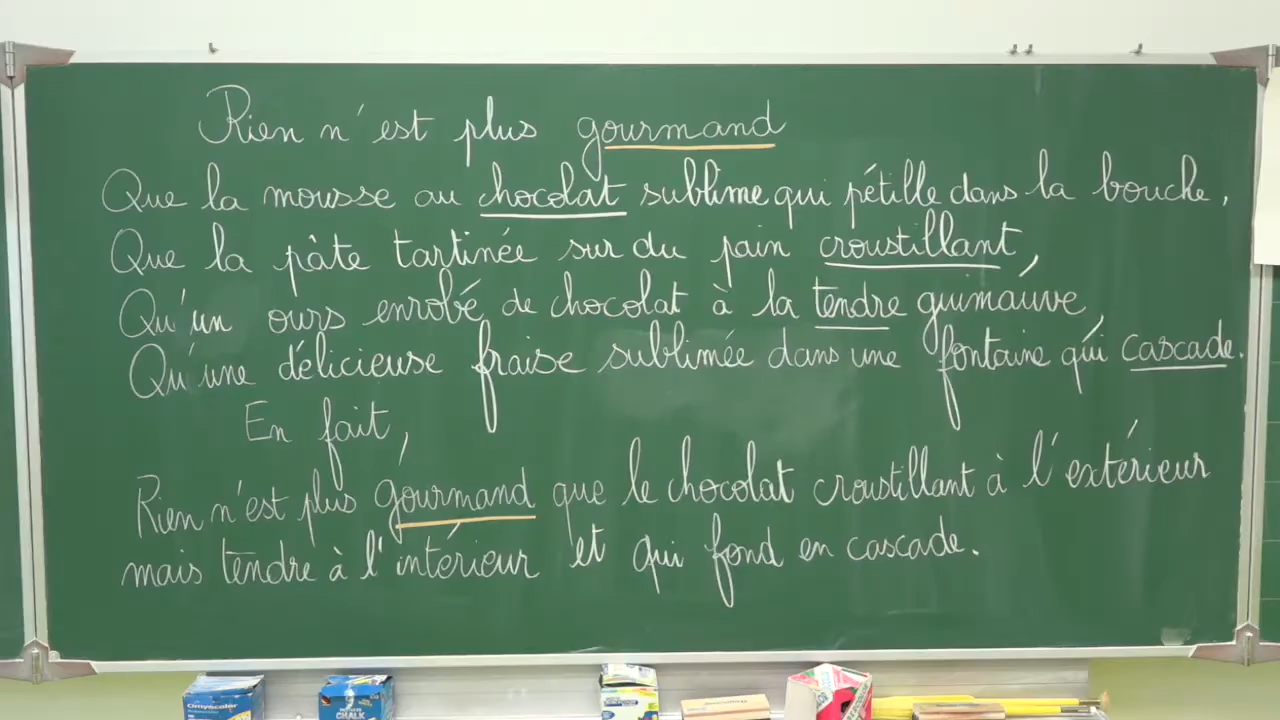 Rien n'est plus gourmand
Que la mousse au chocolat sublime qui pétille dans la bouche,
Que la pâte tartinée sur du pain croustillant,
Qu'un ours enrobé de chocolat à la tendre guimauve,
Qu'une délicieuse fraise sublimée dans une fontaine qui cascade.
En fait,
Rien n'est plus gourmand que le chocolat croustillant à l'extérieur
mais tendre à l'intérieur et qui fond en cascade.
Omyacolor
CHALK